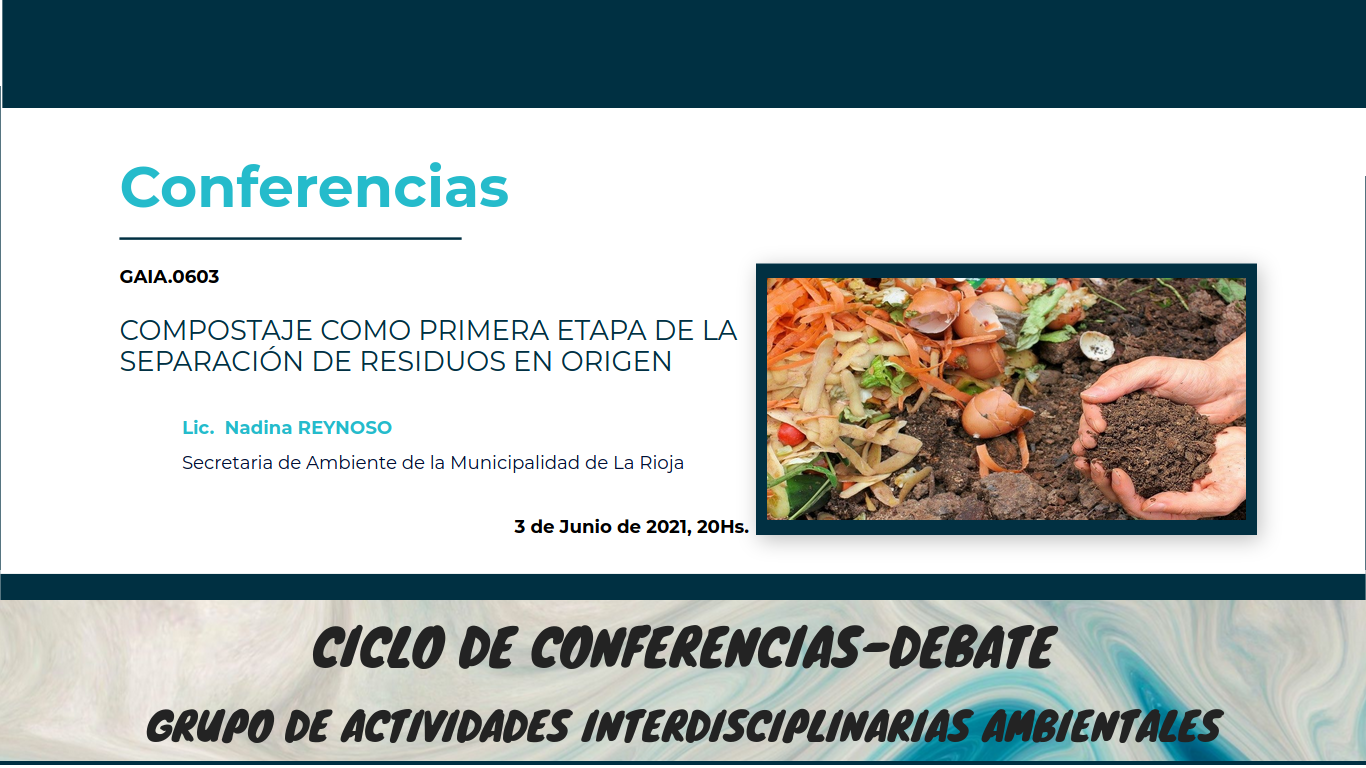 Conferencias
GAIA.0603
COMPOSTAJE COMO PRIMERA ETAPA DE LA
SEPARACIÓN DE RESIDUOS EN ORIGEN
Lic. Nadina REYNOSO
Secretaria de Ambiente de la Municipalidad de La Rioja
3 de Junio de 2021, 20Hs.
CICLO DE CONFERENCIAS-DEBATE
GRUPO DE ACTIVIDADES INTERDISCIPLINARIAS AMBIENTALES